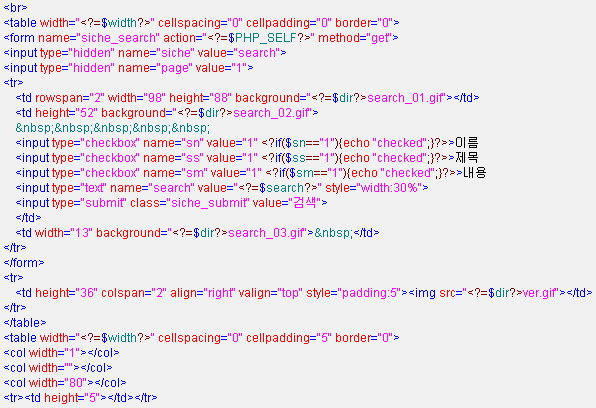 <br>
<table width="<?=$width?>" cellspacing="0" cellpadding="0" border="0">
<form name="siche_search" action="<?=$PHP_SELF?>" method="get">
<input type="hidden" name="siche" value="search">
<input type="hidden" name="page" value="1">
<tr>
<td rowspan="2" width="98" height="88" background="<?=$dir?>search_01.gif"></td>
<td height="52" background="<?=$dir?>search_02.gif">
&nbsp;&nbsp;&nbsp;&nbsp;&nbsp;
<input type="checkbox" name="sn" value="1" <?if($sn=="1"){echo "checked";}?>>이름
<input type="checkbox" name="ss" value="1" <?if($ss=="1"){echo "checked";}?>>제목
<input type="checkbox" name="sm" value="1" <?if($sm=="1"){echo "checked";}?>>내용
<input type="text" name="search" value="<?=$search?>" style="width:30%">
<input type="submit" class="siche_submit" value="검색">
</td>
<td width="13" background="<?=$dir?>search_03.gif">&nbsp;</td>
</tr>
</form>
<tr>
<td height="36" colspan="2" align="right" valign="top" style="padding:5"><img src="<?=$dir?>ver.gif"></td>
</tr>
</table>
<table width="<?=$width?>" cellspacing="0" cellpadding="5" border="0">
<col width="1"></col>
<col width=""></col>
<col width="80"></col>
<tr><td height="5"></td></tr>